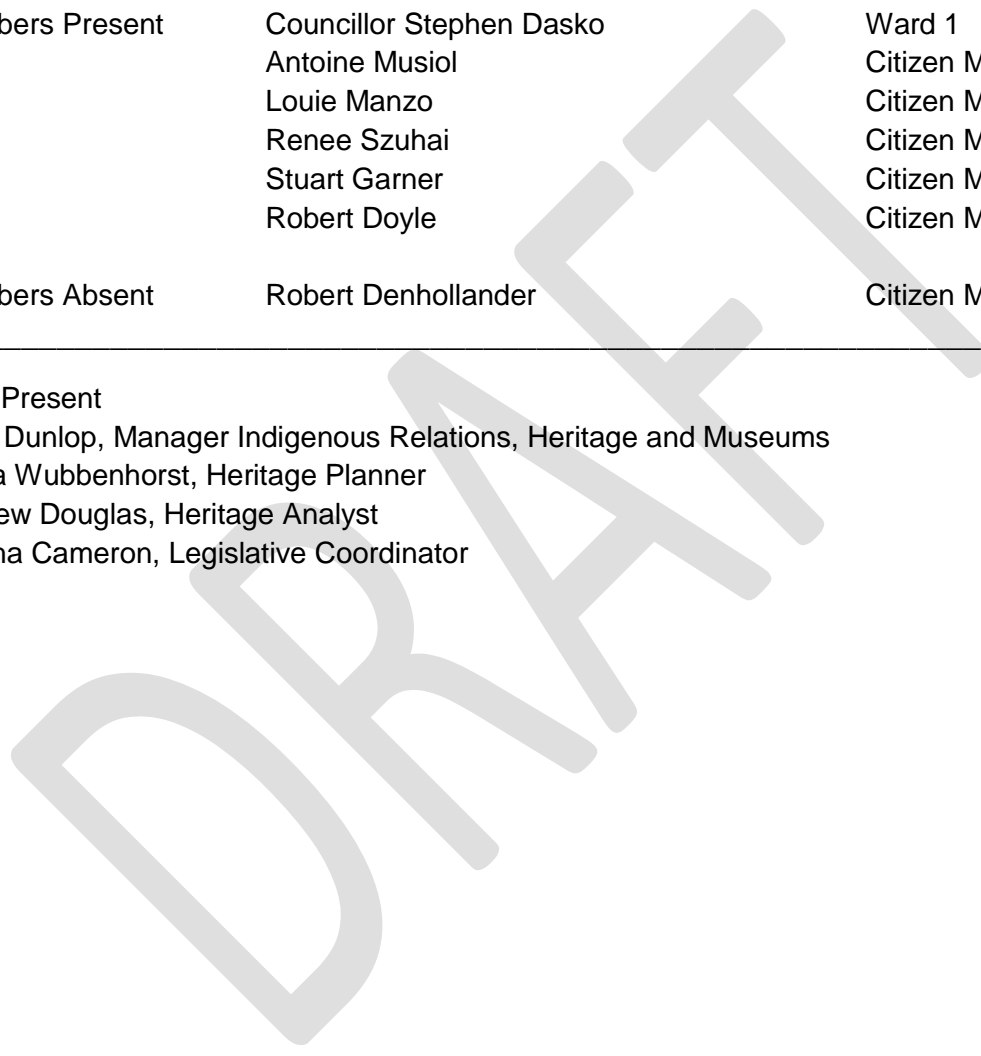 bers Present Councillor Stephen Dasko Ward 1
Antoine Musiol Citizen M
Louie Manzo Citizen M
Renee Szuhai Citizen M
Stuart Garner Citizen M
Robert Doyle Citizen M
bers Absent Robert Denhollander Citizen M
Present
Dunlop, Manager Indigenous Relations, Heritage and Museums
a Wubbenhorst, Heritage Planner
ew Douglas, Heritage Analyst
na Cameron, Legislative Coordinator
DRAFT